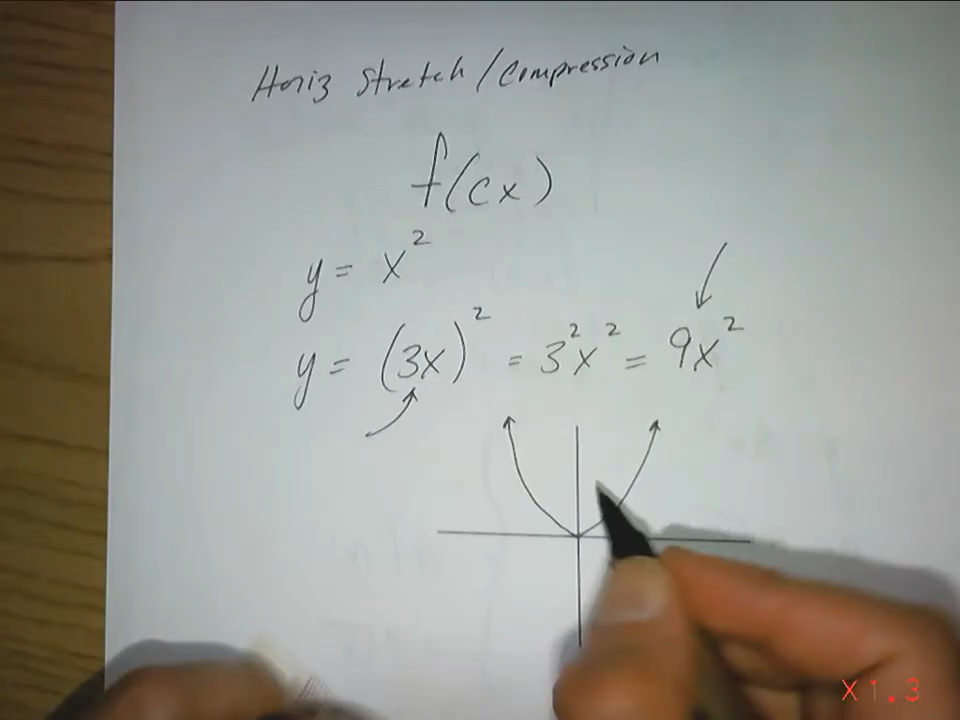 Horiz Stretch/Compression
f(cx)
y = x²
y = (3x)² = 3²x² = 9x²
X1.3